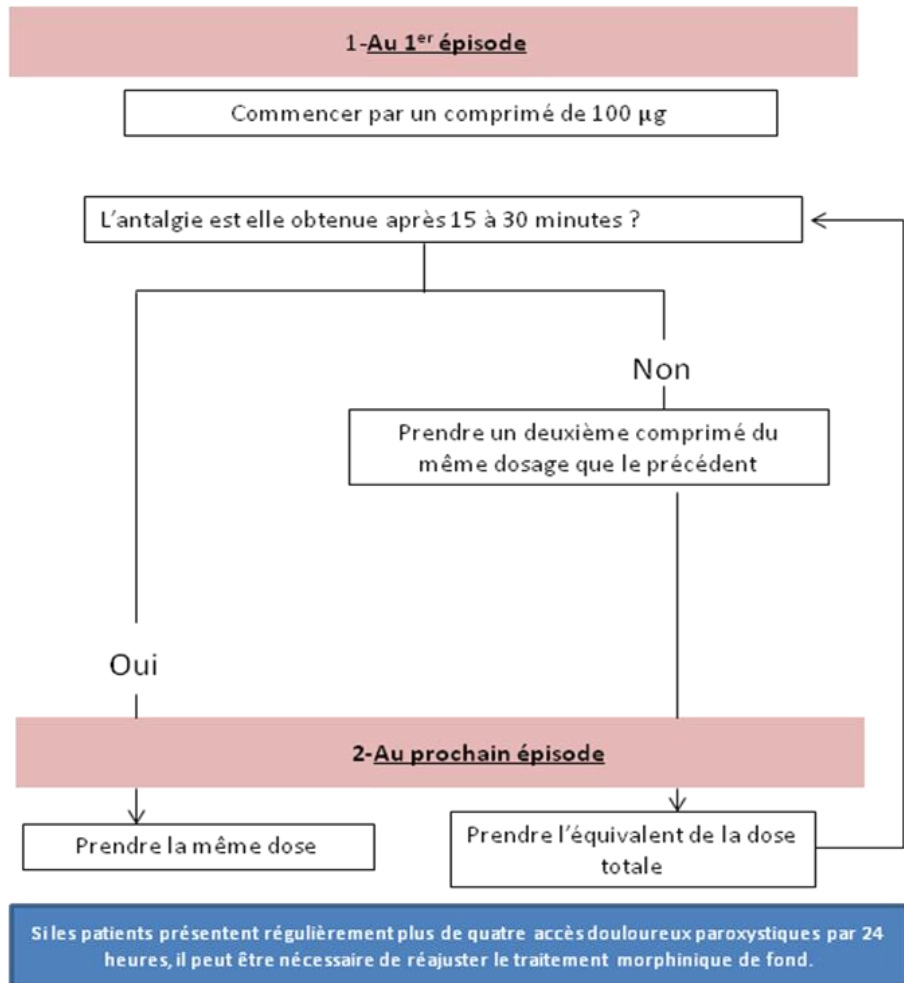 1-Au 1er épisode
Commencer par un comprimé de 100 µg
L'antalgie est elle obtenue après 15 à 30 minutes ?
Non
Prendre un deuxième comprimé du
même dosage que le précédent
Oui
2-Au prochain épisode
Prendre la même dose
Prendre l'équivalent de la dose
totale
Si les patients présentent régulièrement plus de quatre accès douloureux paroxystiques par 24
heures, il peut être nécessaire de réajuster le traitement morphinique de fond.